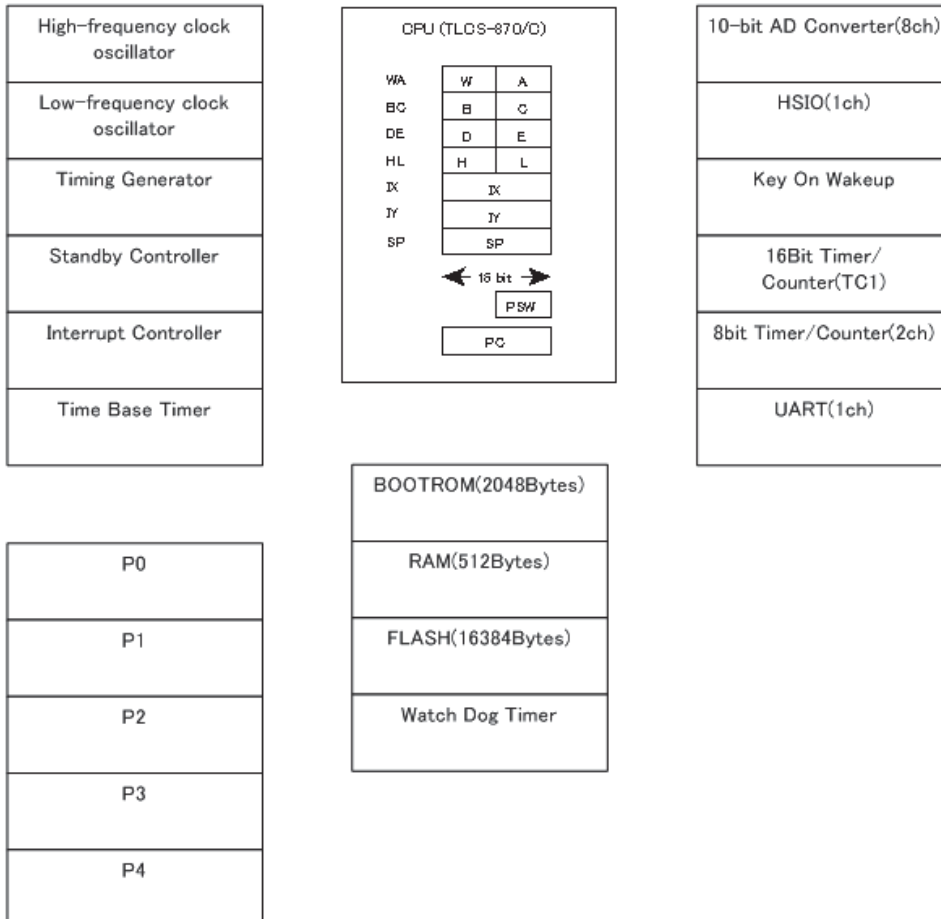 High-frequency clock
oscillator
Low-frequency clock
oscillator
Timing Generator
Standby Controller
Interrupt Controller
Time Base Timer
CPU (TLCS-870/C)
WA W A
BC B C
DE D E
HL H L
IX IX
IY IY
SP SP
16 bit
PSW
PC
10-bit AD Converter(8ch)
HSIO(1ch)
Key On Wakeup
16Bit Timer/
Counter(TC1)
8bit Timer/Counter(2ch)
UART(1ch)
BOOTROM(2048Bytes)
RAM(512Bytes)
FLASH(16384Bytes)
Watch Dog Timer
P0
P1
P2
P3
P4